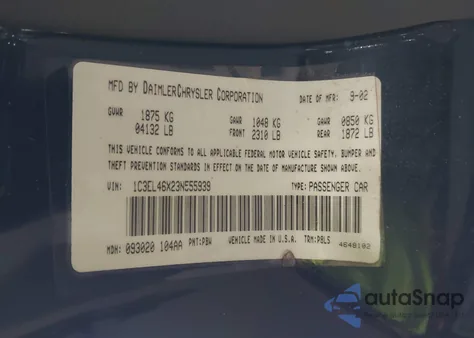 MFD BY DAIMLERCHRYSLER CORPORATION DATE OF MFR: 9-02
GVWR 1875 KG GAWR 1048 KG GAWR 0850 KG
04132 LB FRONT 2310 LB REAR 1872 LB
THIS VEHICLE CONFORMS TO ALL APPLICABLE FEDERAL MOTOR VEHICLE SAFETY, BUMPER AND
THEFT PREVENTION STANDARDS IN EFFECT ON THE DATE OF MANUFACTURE SHOWN ABOVE.
VIN: 1C3EL46X23N555939 TYPE: PASSENGER CAR
MDH: 093020 104AA PNT: PBW VEHICLE MADE IN U.S.A. TRM: P8LS
4648182
autaSnap